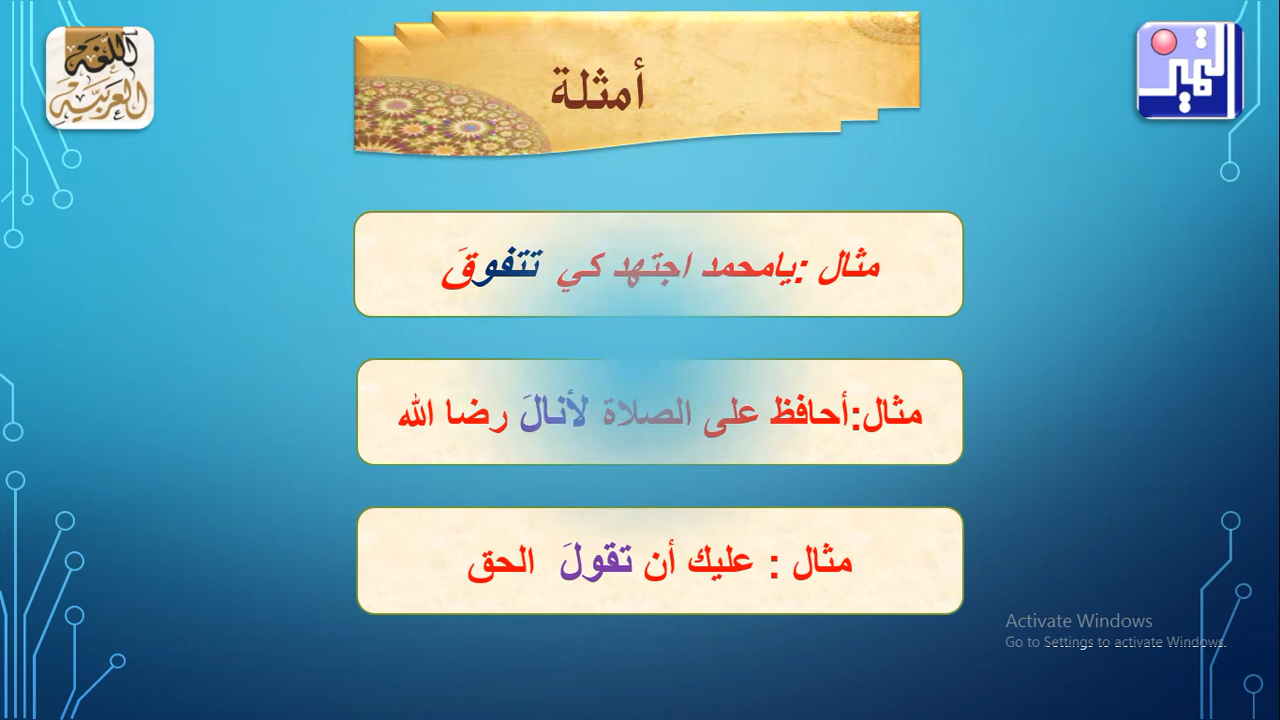 اللغة العربية
أمثلة
التميز
مثال :يامحمد اجتهد كي تتفوقَ
مثال:أحافظ على الصلاة لأنالَ رضا الله
مثال : عليك أن تقولَ الحق
Activate Windows
Go to Settings to activate Windows.